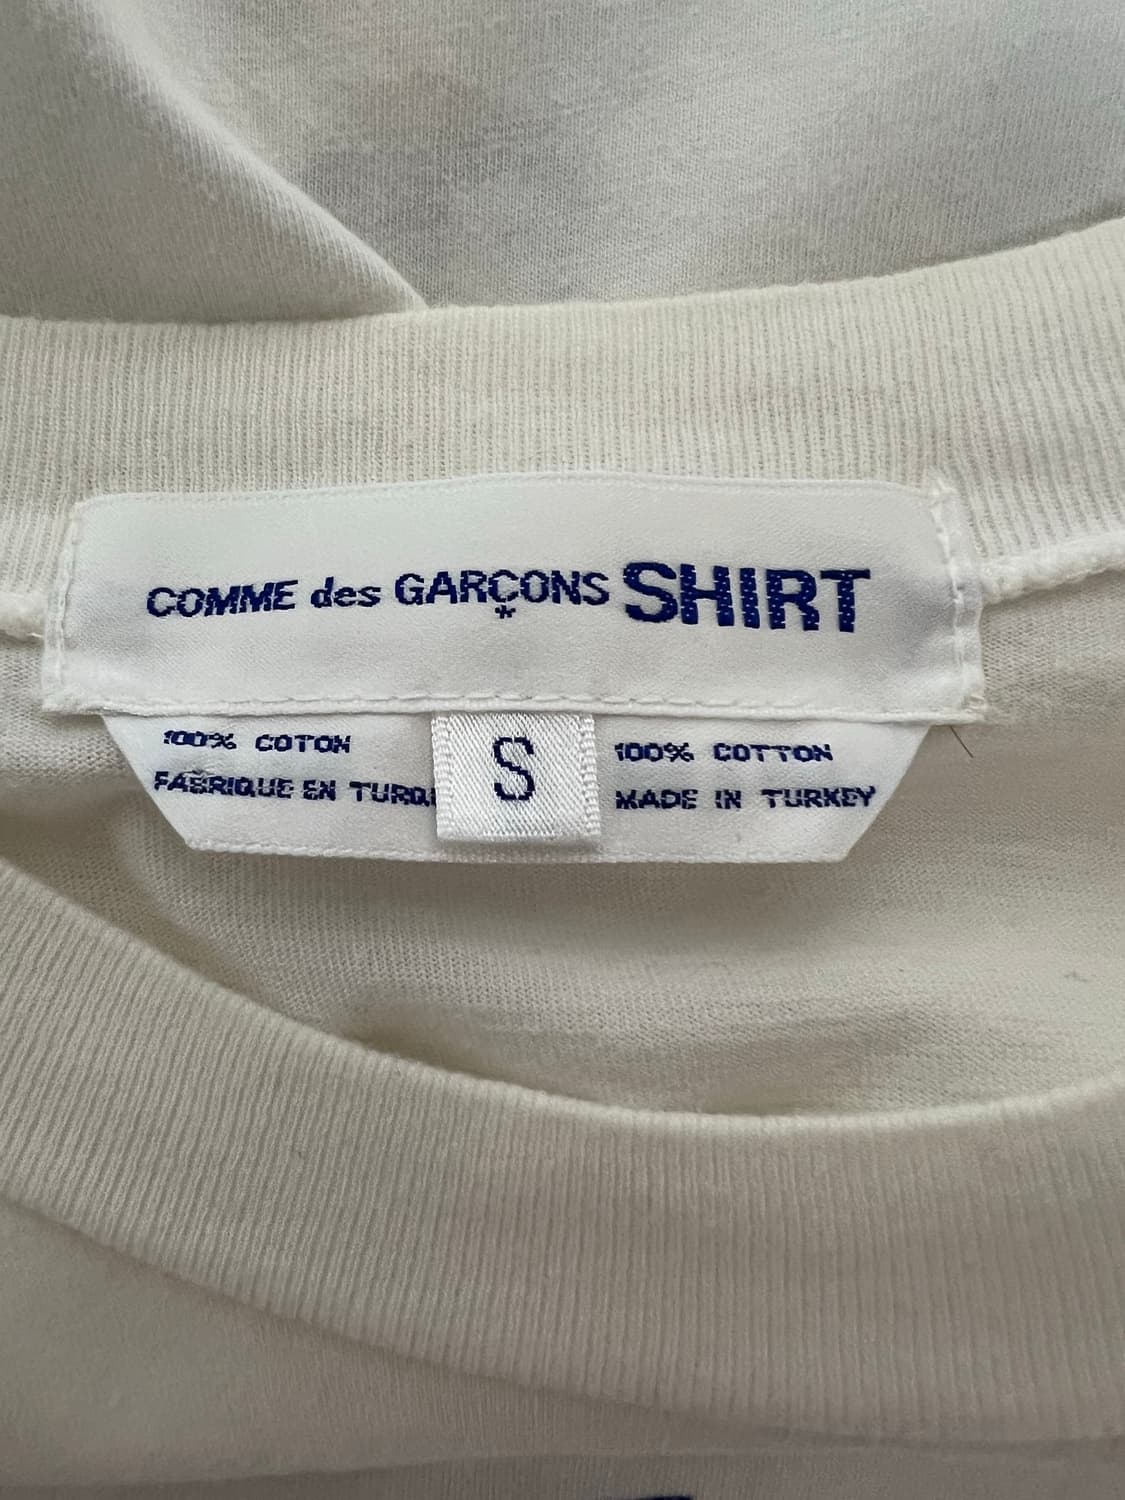 COMME des GARÇONS SHIRT
*
100% COTON
FABRIQUE EN
S
100% COTTON
MADE IN TURKEY